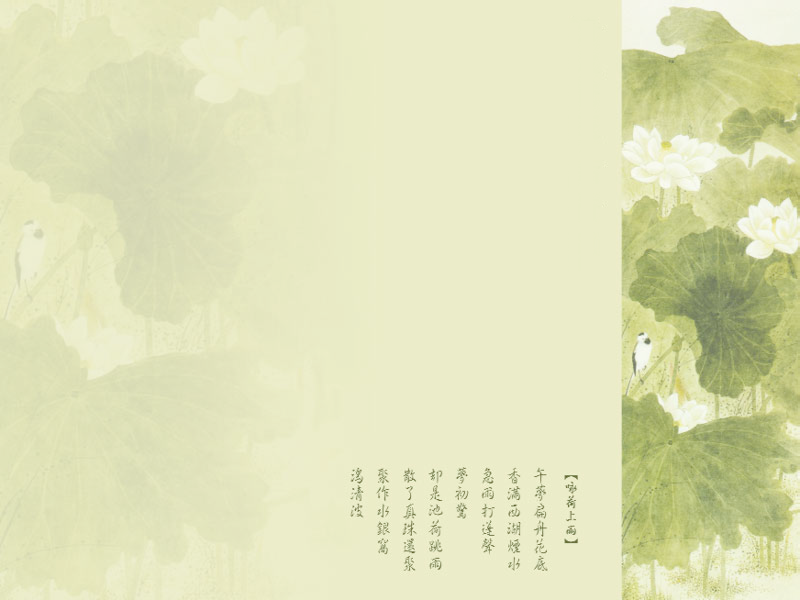 【咏荷上雨】
午夢扁舟花底
香滿西湖煙水
急雨打蓬聲
夢初驚
却是池荷跳雨
散了真珠還聚
聚作水銀窩
瀉清波